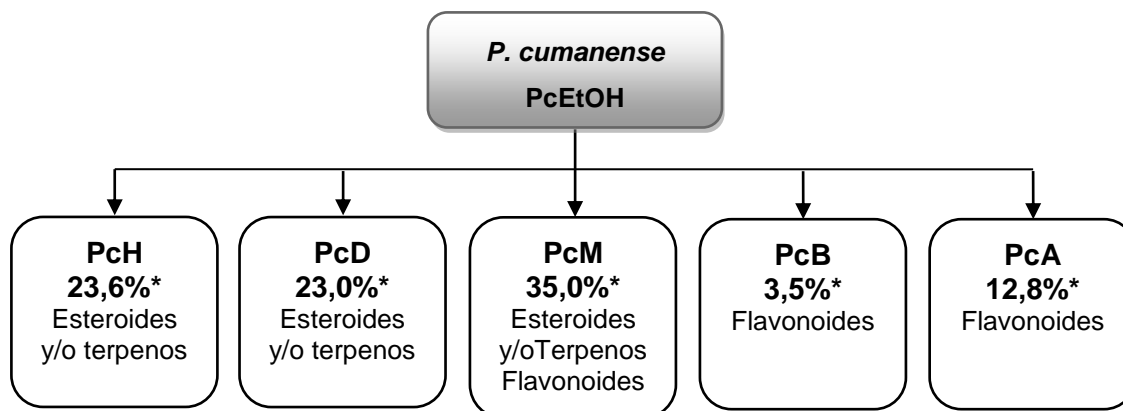 P. cumanense
PcEtOH
PcH
23,6%*
Esteroides
y/o terpenos
PcD
23,0%*
Esteroides
y/o terpenos
PcM
35,0%*
Esteroides
y/oTerpenos
Flavonoides
PcB
3,5%*
Flavonoides
PcA
12,8%*
Flavonoides